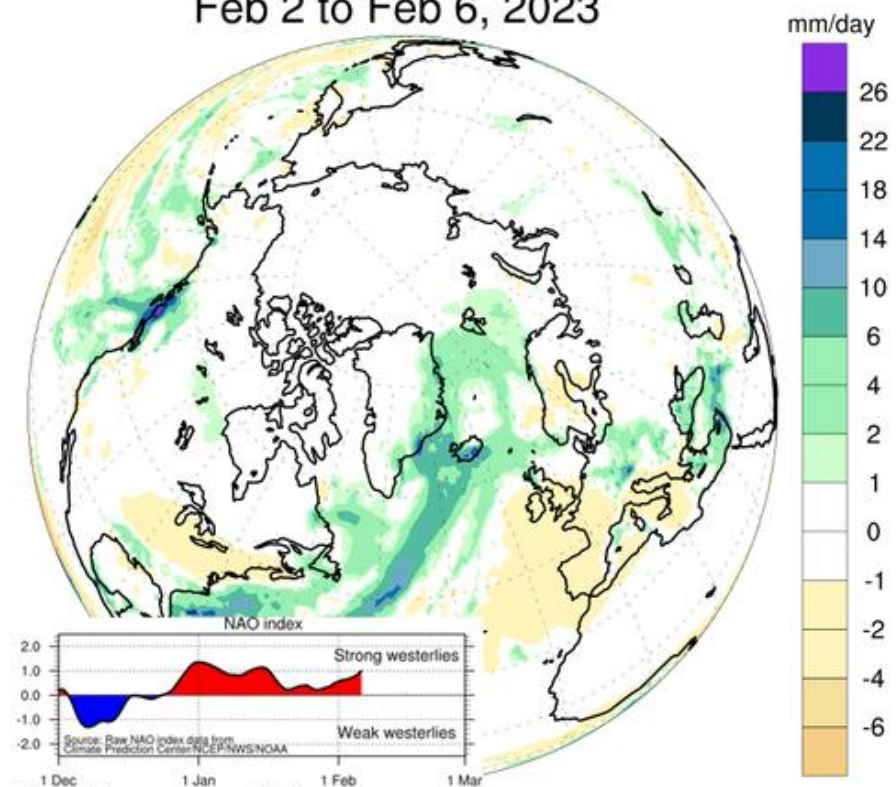 Feb 2 to Feb 6, 2023
mm/day
26
22
18
14
10
6
4
2
1
0
-1
-2
-4
-6
NAO index
2.0
1.0
0.0
-1.0
-2.0
Strong westerlies
Weak westerlies
Source: Raw NAO index data from
Climate Prediction Center/NCEP/NWS/NOAA
1 Dec 1 Jan 1 Feb 1 Mar